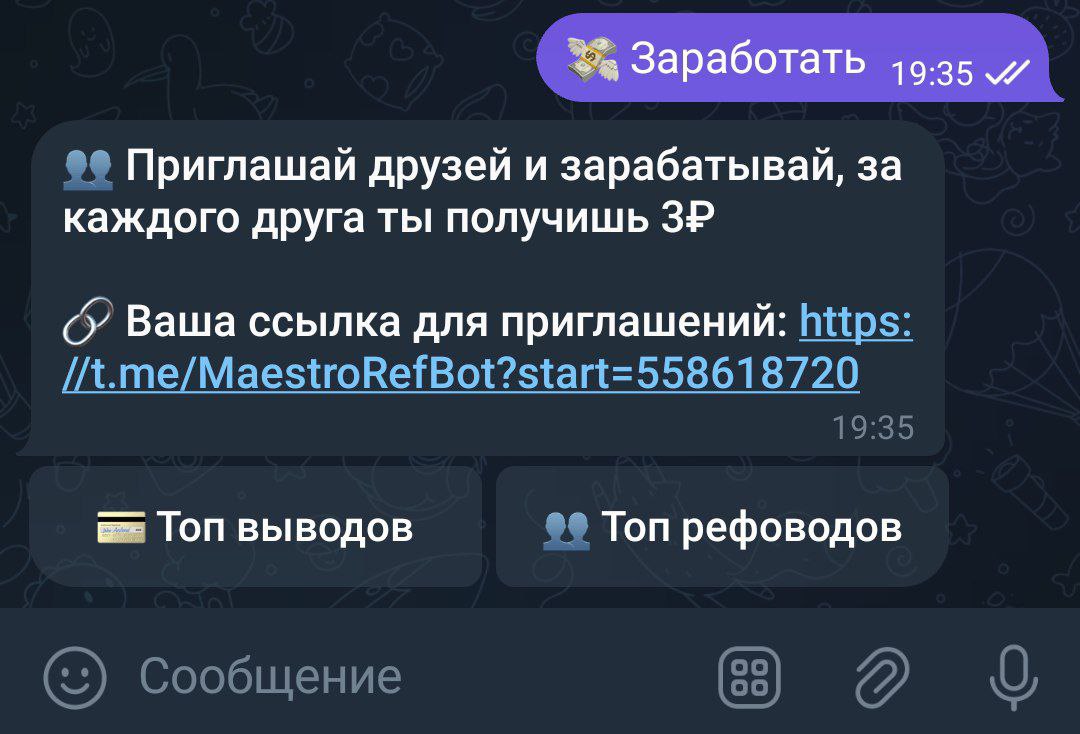 💸 Заработать 19:35
👥 Приглашай друзей и зарабатывай, за
каждого друга ты получишь 3₽
🔗 Ваша ссылка для приглашений: https:
//t.me/MaestroRefBot?start=558618720
19:35
💳 Топ выводов
👥 Топ рефоводов
Сообщение